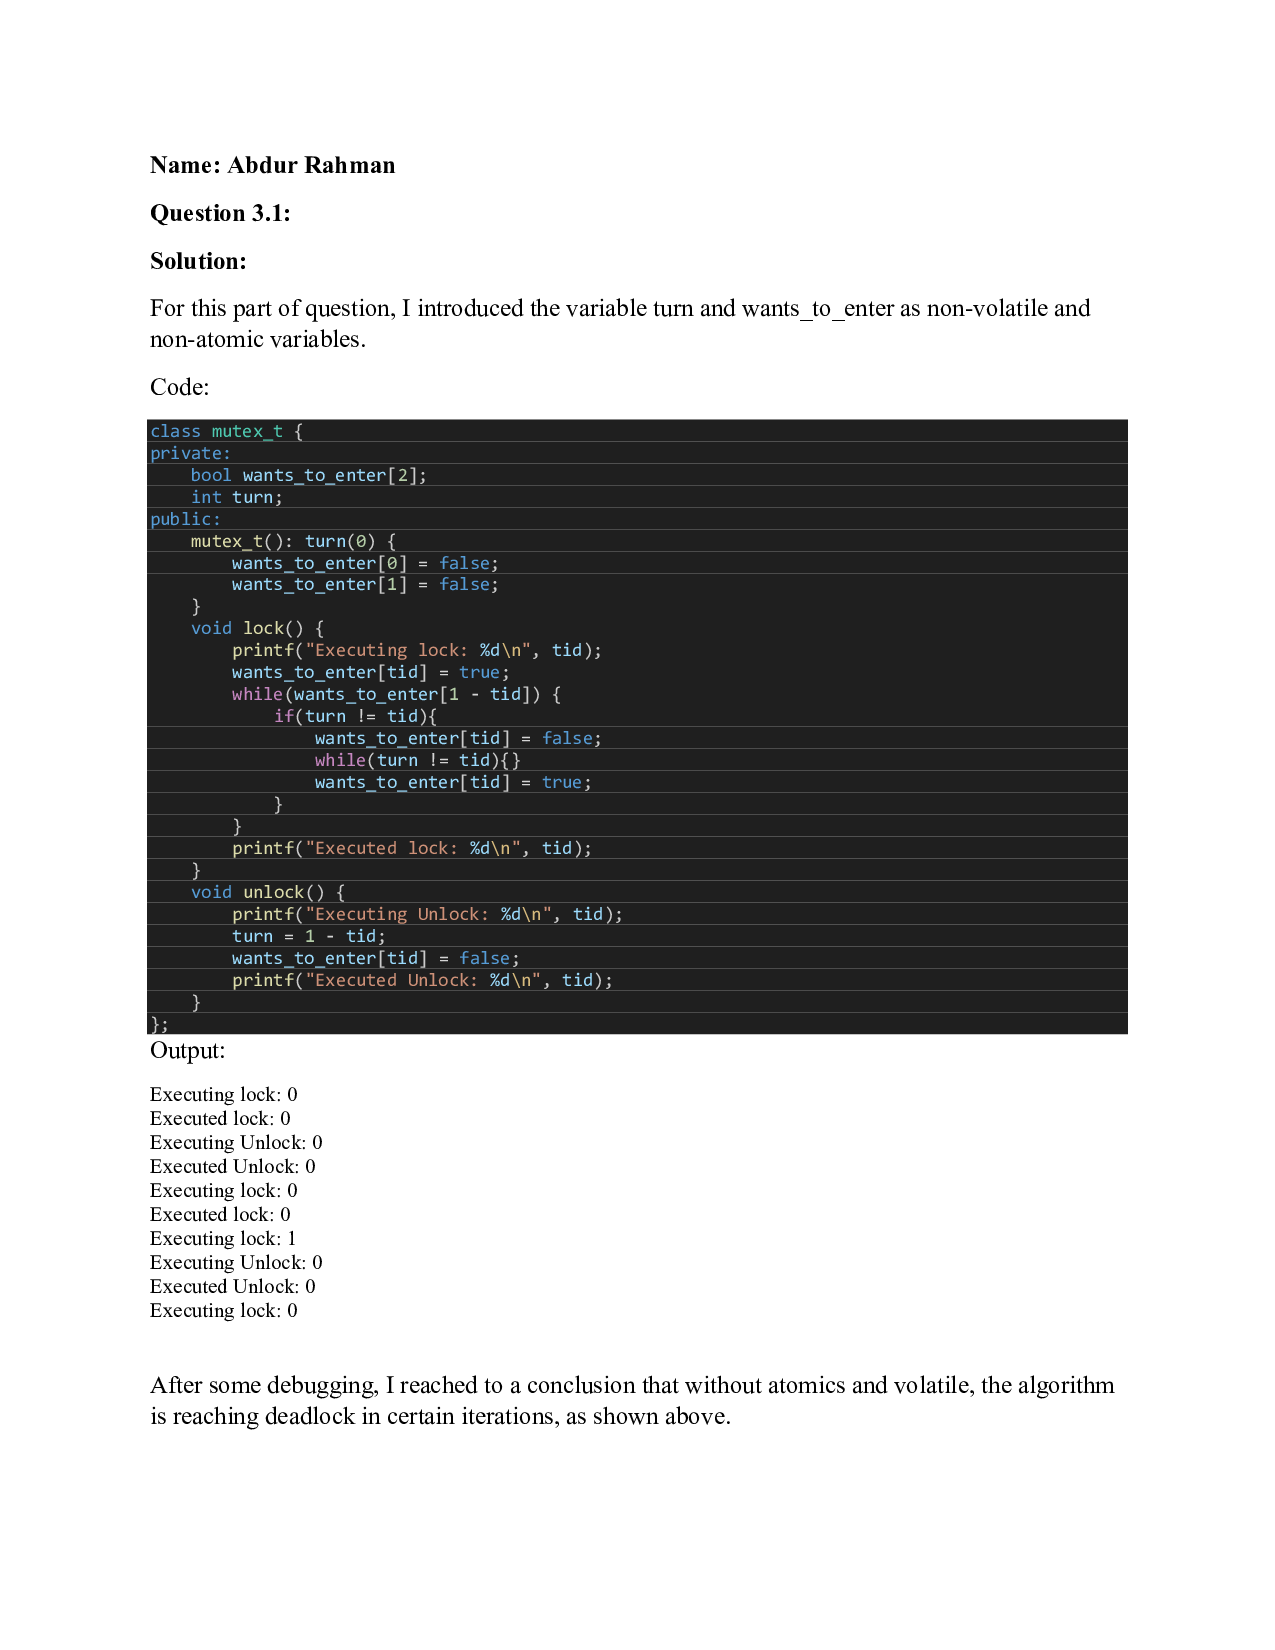 Name: Abdur Rahman
Question 3.1:
Solution:
For this part of question, I introduced the variable turn and wants_to_enter as non-volatile and
non-atomic variables.
Code:
class mutex_t {
private:
    bool wants_to_enter[2];
    int turn;
public:
    mutex_t(): turn(0) {
        wants_to_enter[0] = false;
        wants_to_enter[1] = false;
    }
    void lock() {
        printf("Executing lock: %d\n", tid);
        wants_to_enter[tid] = true;
        while(wants_to_enter[1 - tid]) {
            if(turn != tid){
                wants_to_enter[tid] = false;
                while(turn != tid){}
                wants_to_enter[tid] = true;
            }
        }
        printf("Executed lock: %d\n", tid);
    }
    void unlock() {
        printf("Executing Unlock: %d\n", tid);
        turn = 1 - tid;
        wants_to_enter[tid] = false;
        printf("Executed Unlock: %d\n", tid);
    }
};
Output:
Executing lock: 0
Executed lock: 0
Executing Unlock: 0
Executed Unlock: 0
Executing lock: 0
Executed lock: 0
Executing lock: 1
Executing Unlock: 0
Executed Unlock: 0
Executing lock: 0
After some debugging, I reached to a conclusion that without atomics and volatile, the algorithm
is reaching deadlock in certain iterations, as shown above.